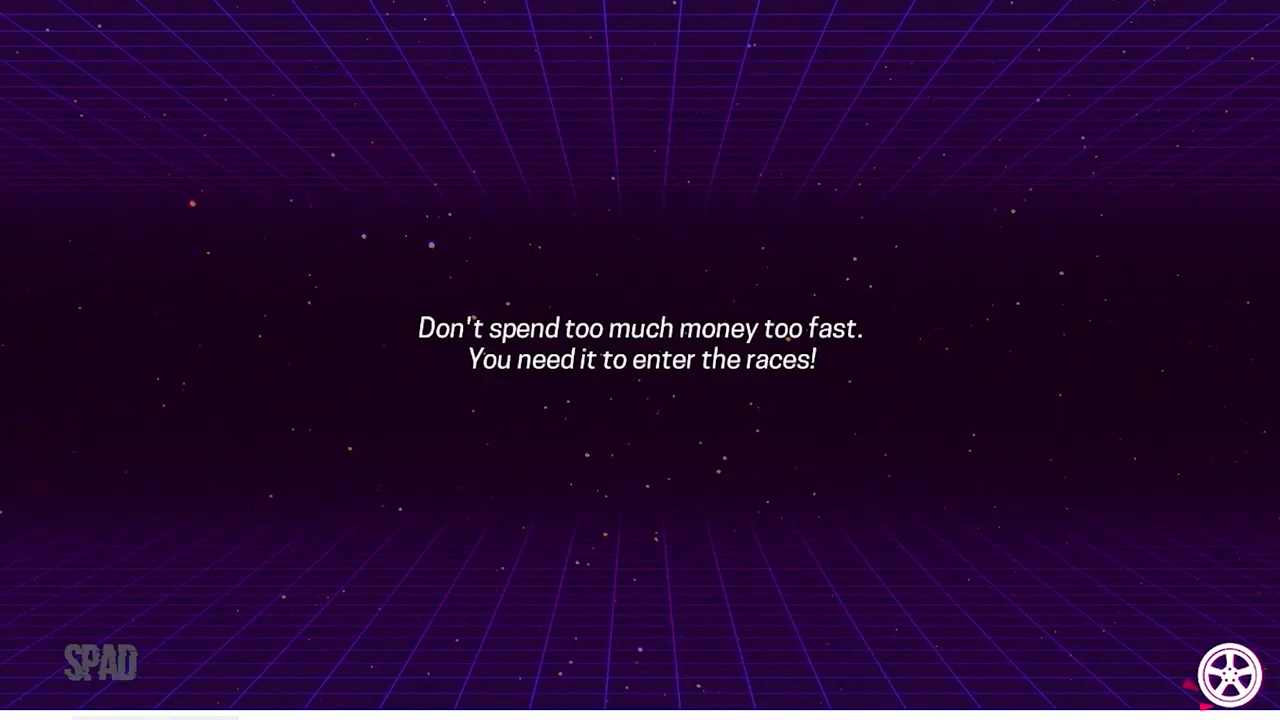 Don't spend too much money too fast.
You need it to enter the races!
SPAD